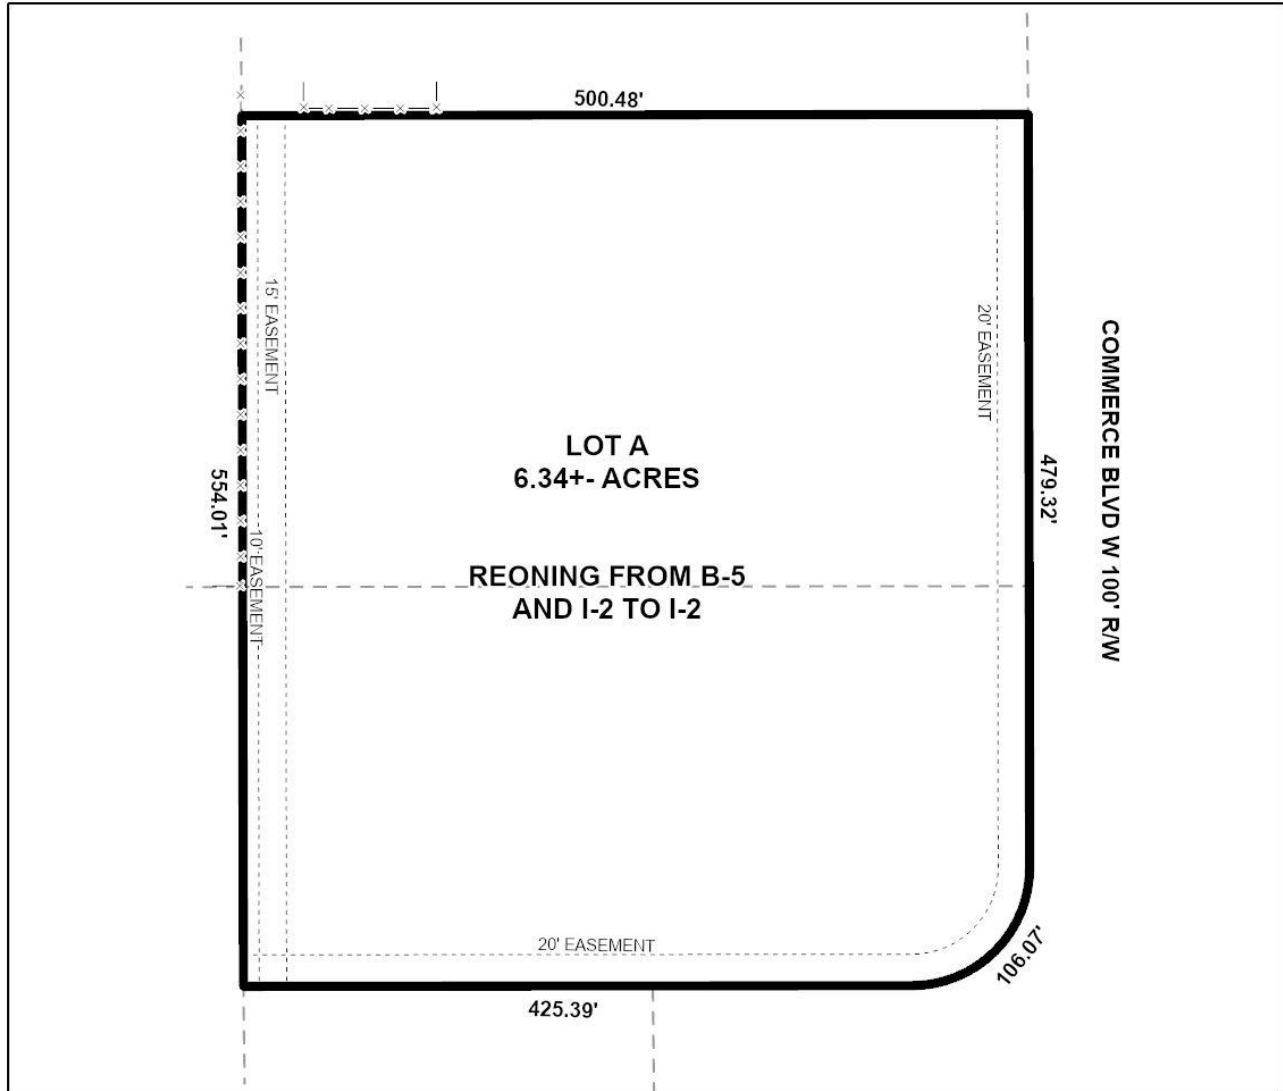 500.48'
15' EASEMENT
20' EASEMENT
COMMERCE BLVD W 100' R/W
LOT A
6.34+- ACRES
554.01'
479.32'
10' EASEMENT
REONING FROM B-5
AND I-2 TO I-2
20' EASEMENT
106.07'
425.39'